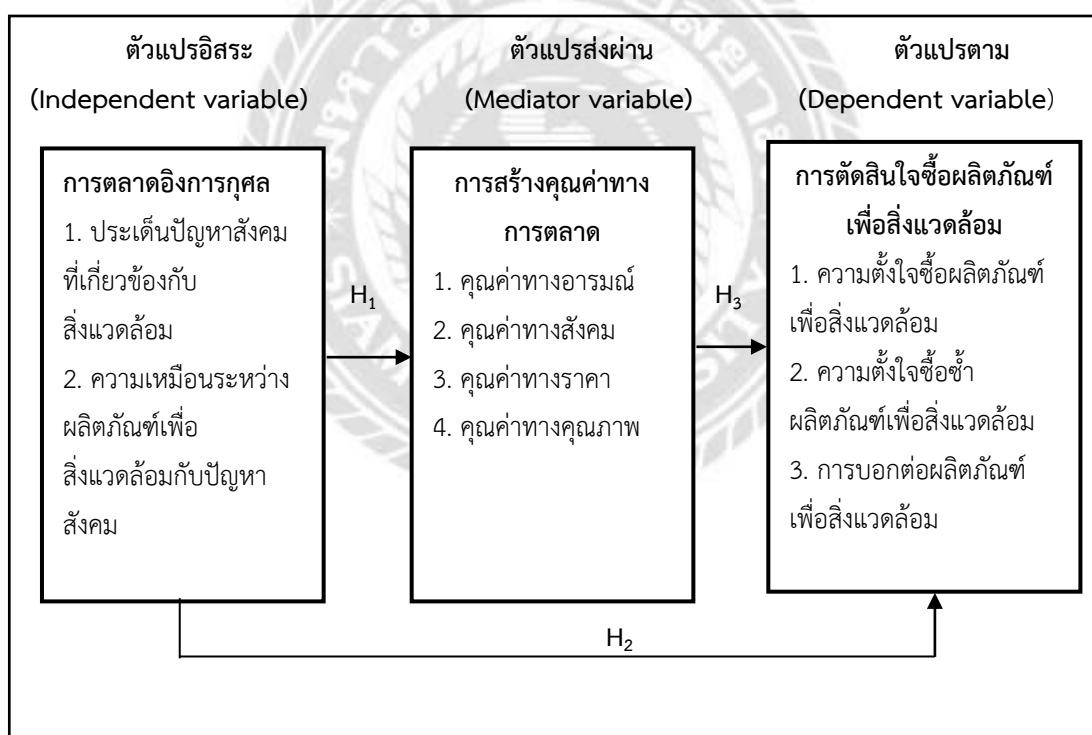 ตัวแปรอิสระ
(Independent variable)
ตัวแปรส่งผ่าน
(Mediator variable)
ตัวแปรตาม
(Dependent variable)
การตลาดอิงการกุศล
1. ประเด็นปัญหาสังคม
ที่เกี่ยวข้องกับ
สิ่งแวดล้อม
2. ความเหมือนระหว่าง
ผลิตภัณฑ์เพื่อ
สิ่งแวดล้อมกับปัญหา
สังคม
H1
การสร้างคุณค่าทาง
การตลาด
1. คุณค่าทางอารมณ์
2. คุณค่าทางสังคม
3. คุณค่าทางราคา
4. คุณค่าทางคุณภาพ
H3
การตัดสินใจซื้อผลิตภัณฑ์
เพื่อสิ่งแวดล้อม
1. ความตั้งใจซื้อผลิตภัณฑ์
เพื่อสิ่งแวดล้อม
2. ความตั้งใจซื้อซ้ำ
ผลิตภัณฑ์เพื่อสิ่งแวดล้อม
3. การบอกต่อผลิตภัณฑ์
เพื่อสิ่งแวดล้อม
H2